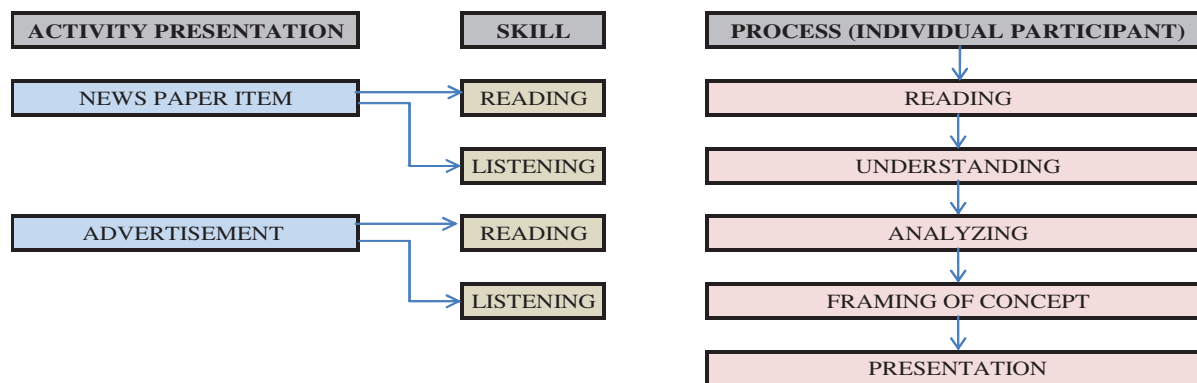 ACTIVITY PRESENTATION SKILL PROCESS (INDIVIDUAL PARTICIPANT)
NEWS PAPER ITEM READING READING
LISTENING UNDERSTANDING
ADVERTISEMENT READING ANALYZING
LISTENING FRAMING OF CONCEPT
PRESENTATION